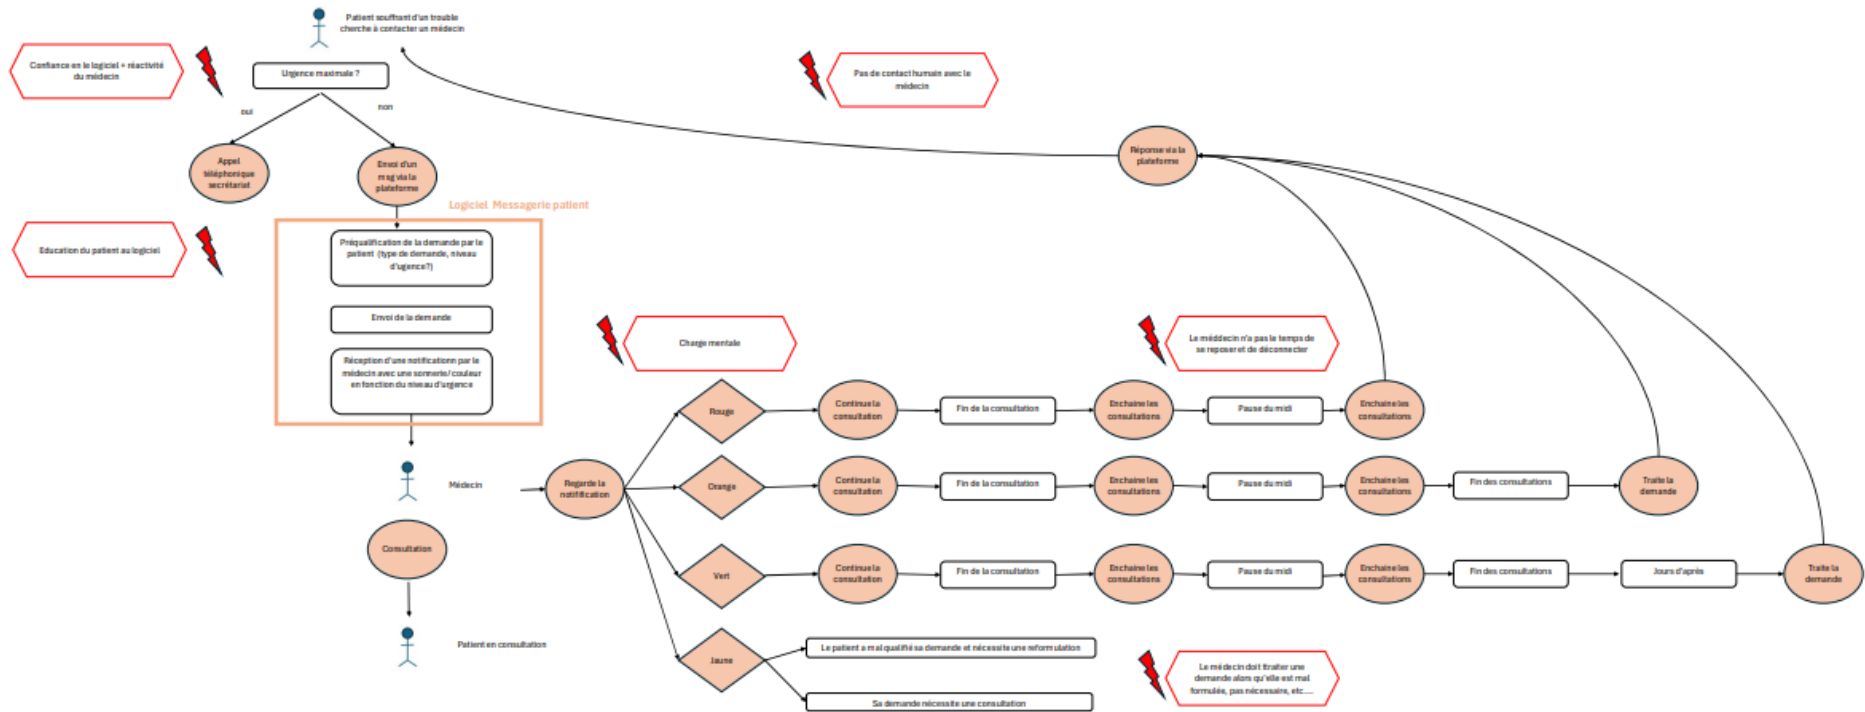 Patient souffrant d'un trouble
cherche à contacter un médecin
Confiance en le logiciel + réactivité
du médecin
Urgence maximale ?
Pas de contact humain avec le
médecin
oui
non
Appel
téléphonique
secrétariat
Envoi d'un
msg via la
plateforme
Réponse via la
plateforme
Logiciel Messagerie patient
Education du patient au logiciel
Préqualification de la demande par le
patient (type de demande, niveau
d'ugence?)
Envoi de la demande
Réception d'une notificationn par le
médecin avec une sonnerie/ couleur
en fonction du niveau d'urgence
Charge mentale
Le méddecin n'a pas le temps de
se reposer et de déconnecter
Rouge
Continue la
consultation
Fin de la consultation
Enchaine les
consultations
Pause du midi
Enchaine les
consultations
Médecin
Regarde la
notitification
Orange
Continue la
consultation
Fin de la consultation
Enchaine les
consultations
Pause du midi
Enchaine les
consultations
Fin des consultations
Traite la
demande
Consultation
Vert
Continue la
consultation
Fin de la consultation
Enchaine les
consultations
Pause du midi
Enchaine les
consultations
Fin des consultations
Jours d'après
Traite la
demande
Patient en consultation
Jaune
Le patient a mal qualifié sa demande et nécessite une reformulation
Sa demande nécessite une consultation
Le médecin doit ttraiter une
demande alors qu'elle est mal
formulée, pas nécessaire, etc....